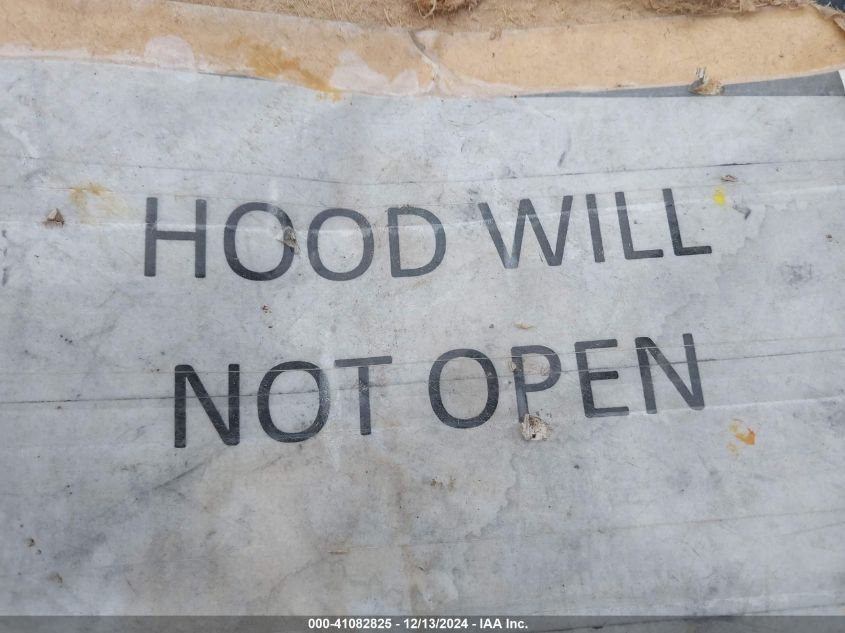 HOOD WILL
NOT OPEN
000-41082825 - 12/13/2024 - IAA Inc.